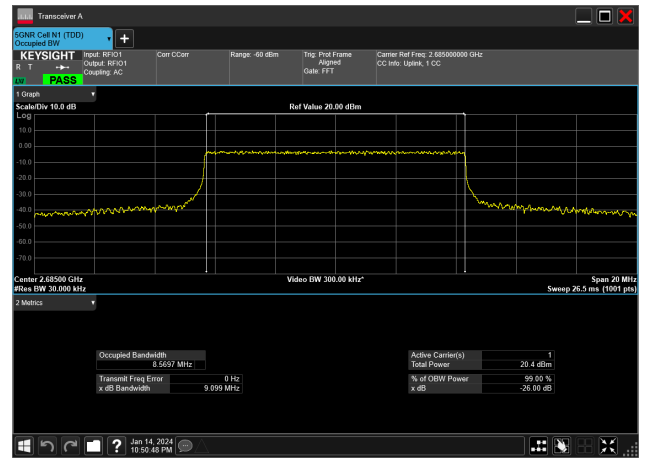 Transceiver A
5GNR Cell N1 (TDD)
Occupied BW
KEYSIGHT
R T
LXI
PASS
Input: RFIO1
Output: RFIO1
Coupling: AC
Corr CCorr
Range: -60 dBm
Trig: Prot Frame
Aligned
Gate: FFT
Carrier Ref Freq: 2.685000000 GHz
CC Info: Uplink, 1 CC
1 Graph
Scale/Div 10.0 dB
Ref Value 20.00 dBm
Log
10.0
0.00
-10.0
-20.0
-30.0
-40.0
-50.0
-60.0
-70.0
Center 2.68500 GHz
Video BW 300.00 kHz*
Span 20 MHz
#Res BW 30.000 kHz
Sweep 26.5 ms (1001 pts)
2 Metrics
Occupied Bandwidth
8.5697 MHz
Transmit Freq Error 0 Hz
x dB Bandwidth 9.099 MHz
Active Carrier(s) 1
Total Power 20.4 dBm
% of OBW Power 99.00 %
x dB -26.00 dB
Jan 14, 2024
10:50:48 PM